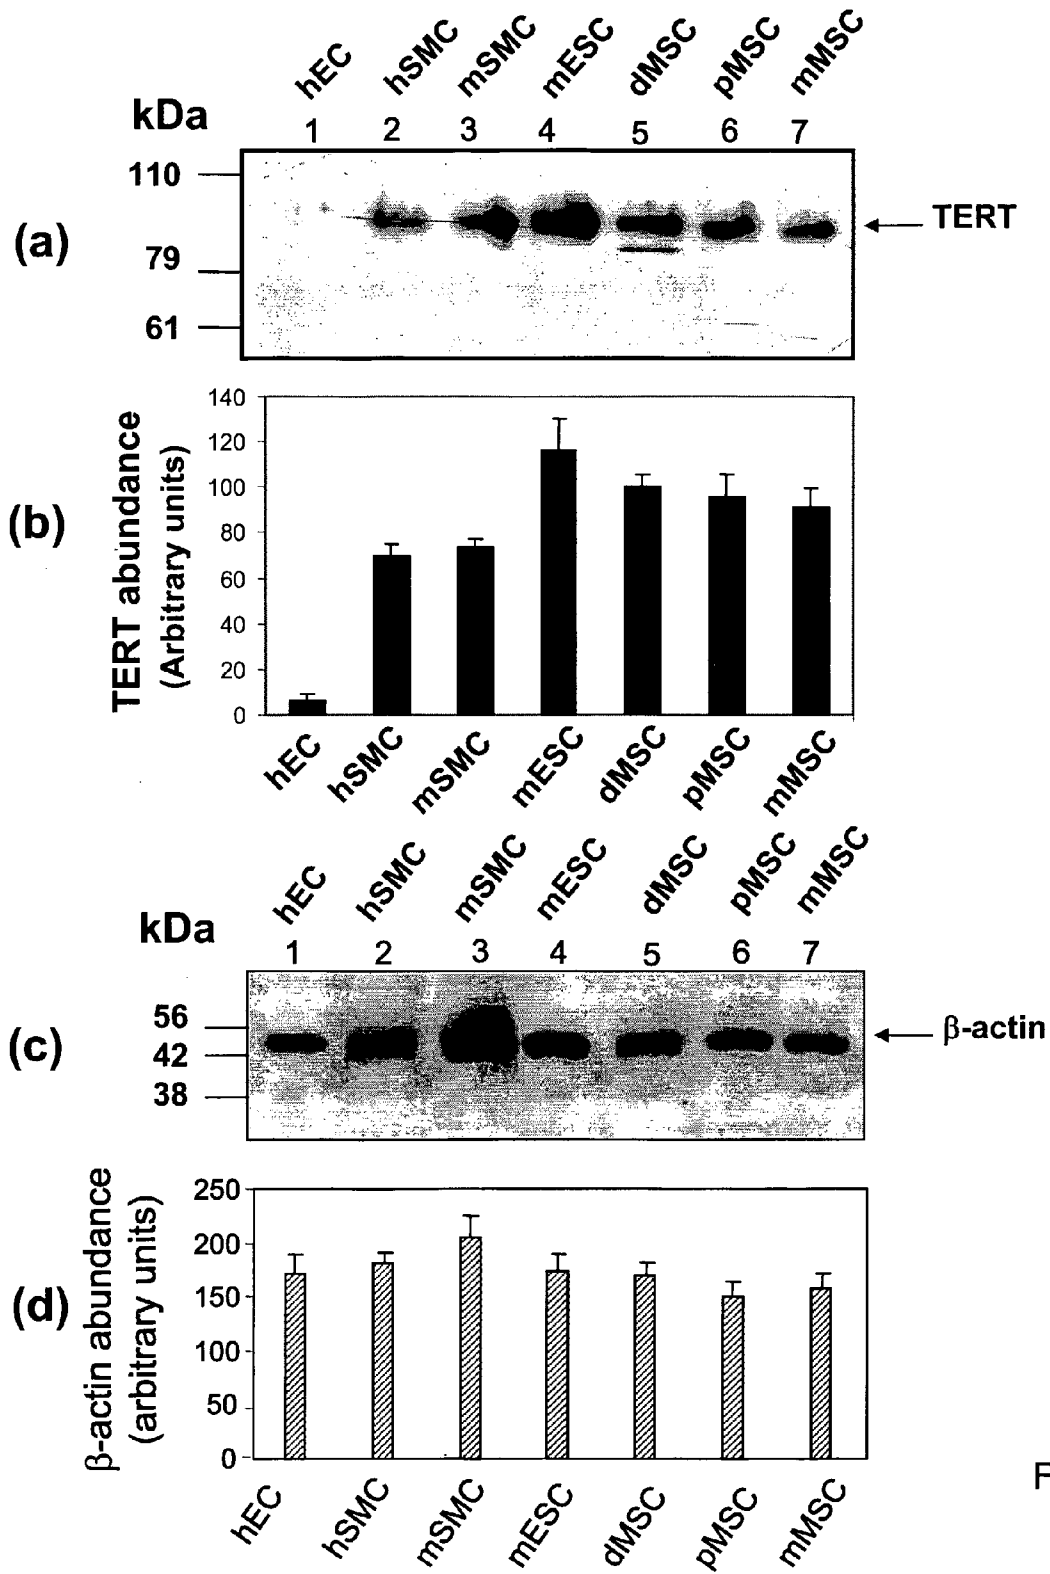 hEC hSMC mSMC mESC dMSC pMSC mMSC
kDa 1 2 3 4 5 6 7
110
TERT
(a)
79
61
140
120
100
80
60
40
20
0
TERT abundance
(Arbitrary units)
(b)
hEC hSMC mSMC mESC dMSC pMSC mMSC
hEC hSMC mSMC mESC dMSC pMSC mMSC
kDa 1 2 3 4 5 6 7
56
β-actin
(c)
42
38
250
200
150
100
50
0
β-actin abundance
(arbitrary units)
(d)
hEC hSMC mSMC mESC dMSC pMSC mMSC
F